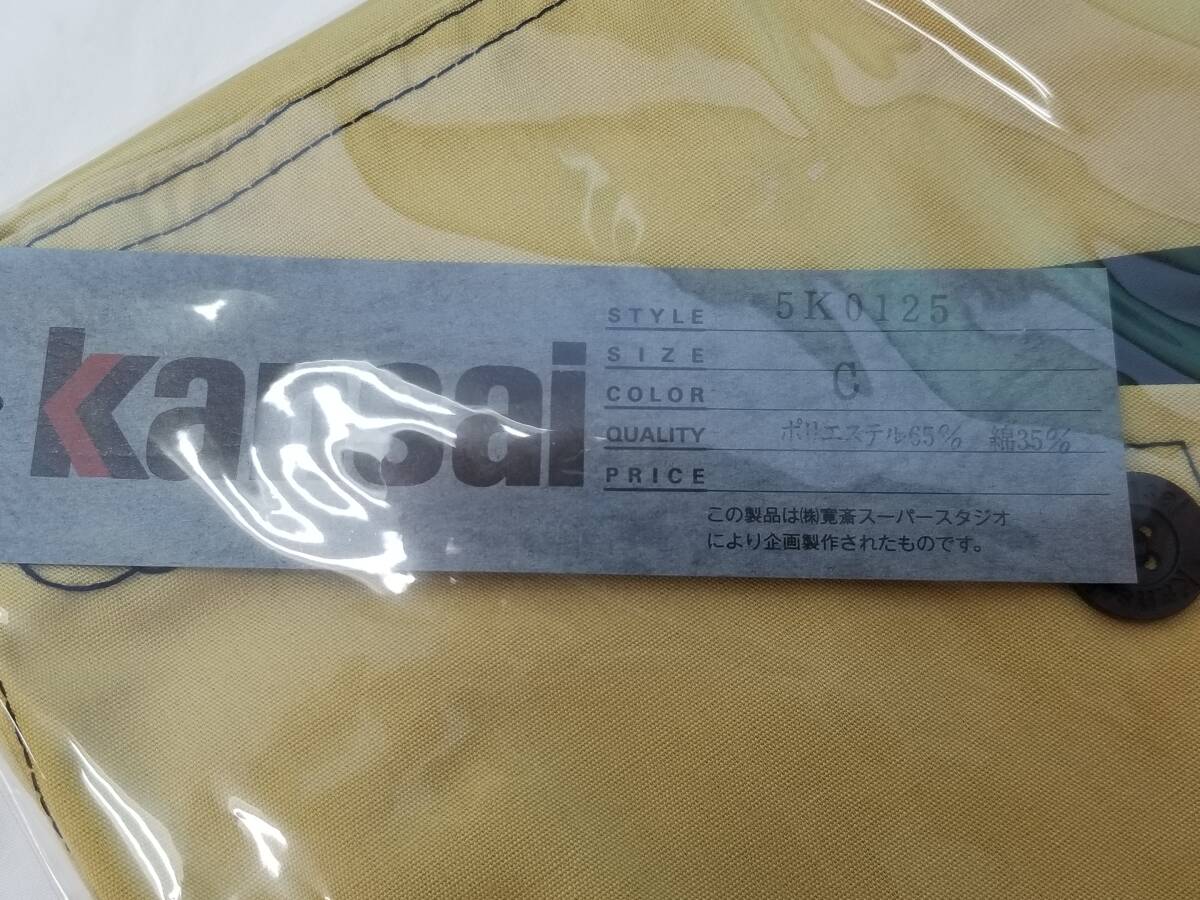 kansai
STYLE 5K0125
SIZE
COLOR C
QUALITY ポリエステル65% 綿35%
PRICE
この製品は㈱寛斎スーパースタジオ
により企画製作されたものです。